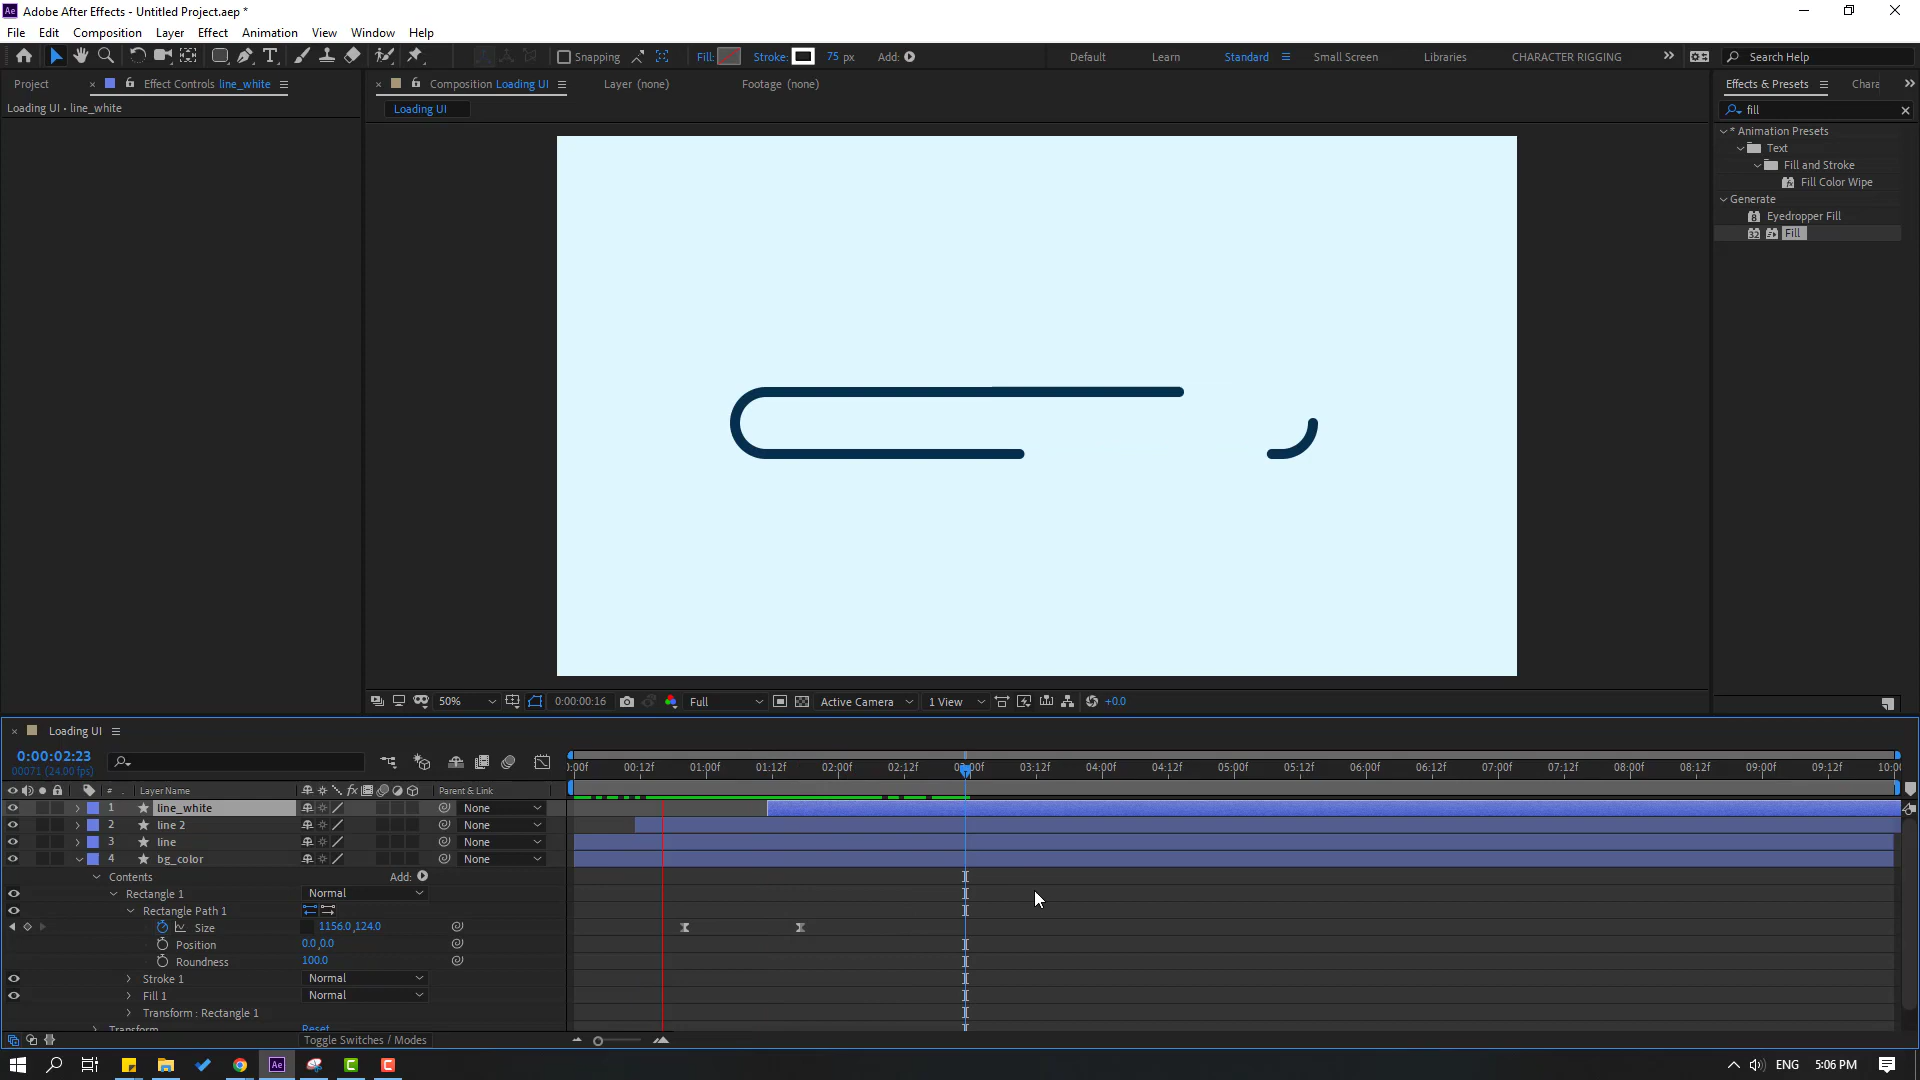 Adobe After Effects - Untitled Project.aep *
File Edit Composition Layer Effect Animation View Window Help
Snapping Fill: Stroke: 75 px Add: Default Learn Standard Small Screen Libraries CHARACTER RIGGING Search Help
Project Effect Controls line_white Composition Loading UI Layer (none) Footage (none) Effects & Presets Chara
Loading UI • line_white
Loading UI
fill
* Animation Presets
Text
Fill and Stroke
Fill Color Wipe
Generate
Eyedropper Fill
Fill
50% 0:00:00:16 Full Active Camera 1 View +0.0
Loading UI
0:00:02:23
00071 (24.00 fps)
0:00f 00:12f 01:00f 01:12f 02:00f 02:12f 03:00f 03:12f 04:00f 04:12f 05:00f 05:12f 06:00f 06:12f 07:00f 07:12f 08:00f 08:12f 09:00f 09:12f 10:00
# Layer Name Parent & Link
1 line_white None
2 line 2 None
3 line None
4 bg_color None
Contents Add:
Rectangle 1 Normal
Rectangle Path 1
Size 1156.0,124.0
Position 0.0,0.0
Roundness 100.0
Stroke 1 Normal
Fill 1 Normal
Transform : Rectangle 1
Transform Reset
Toggle Switches / Modes
ENG 5:06 PM